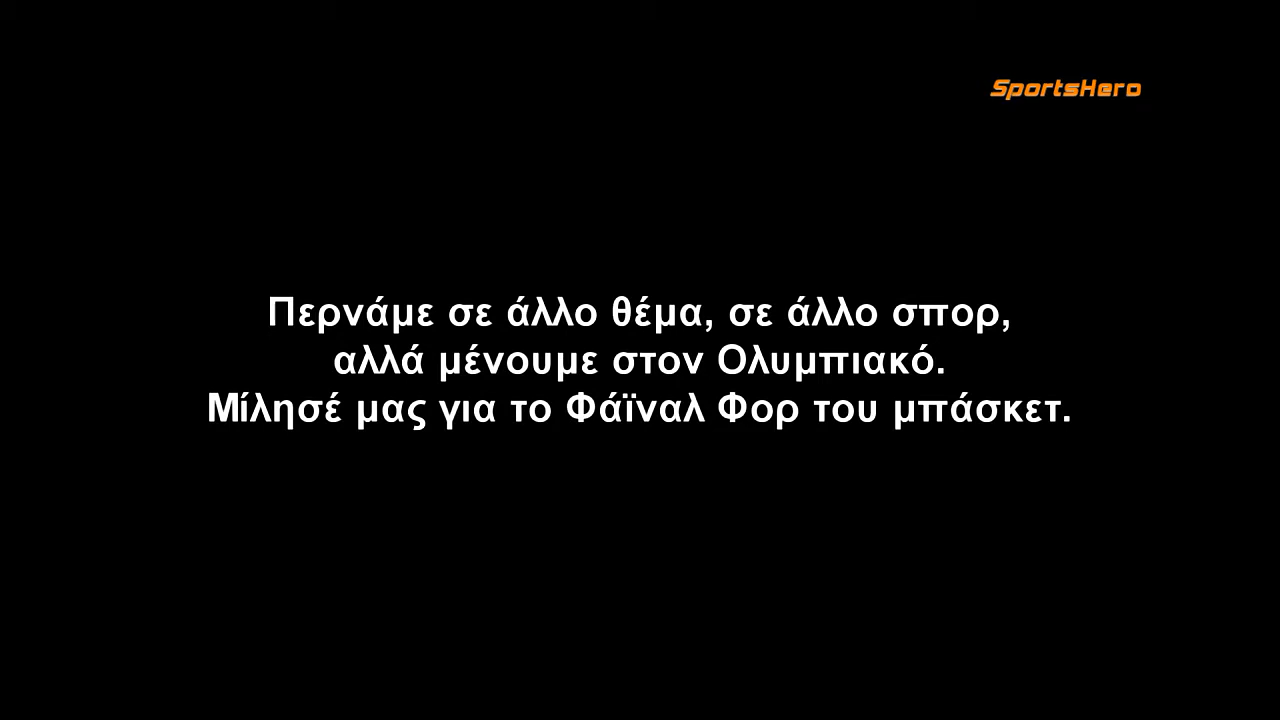 SportsHero
Περνάμε σε άλλο θέμα, σε άλλο σπορ,
αλλά μένουμε στον Ολυμπιακό.
Μίλησέ μας για το Φάϊναλ Φορ του μπάσκετ.